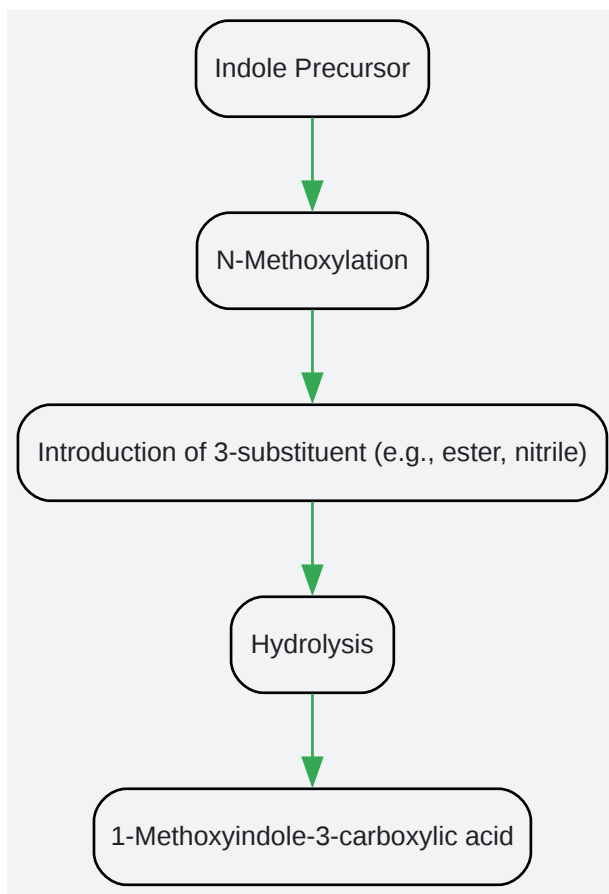 Indole Precursor
N-Methoxylation
Introduction of 3-substituent (e.g., ester, nitrile)
Hydrolysis
1-Methoxyindole-3-carboxylic acid